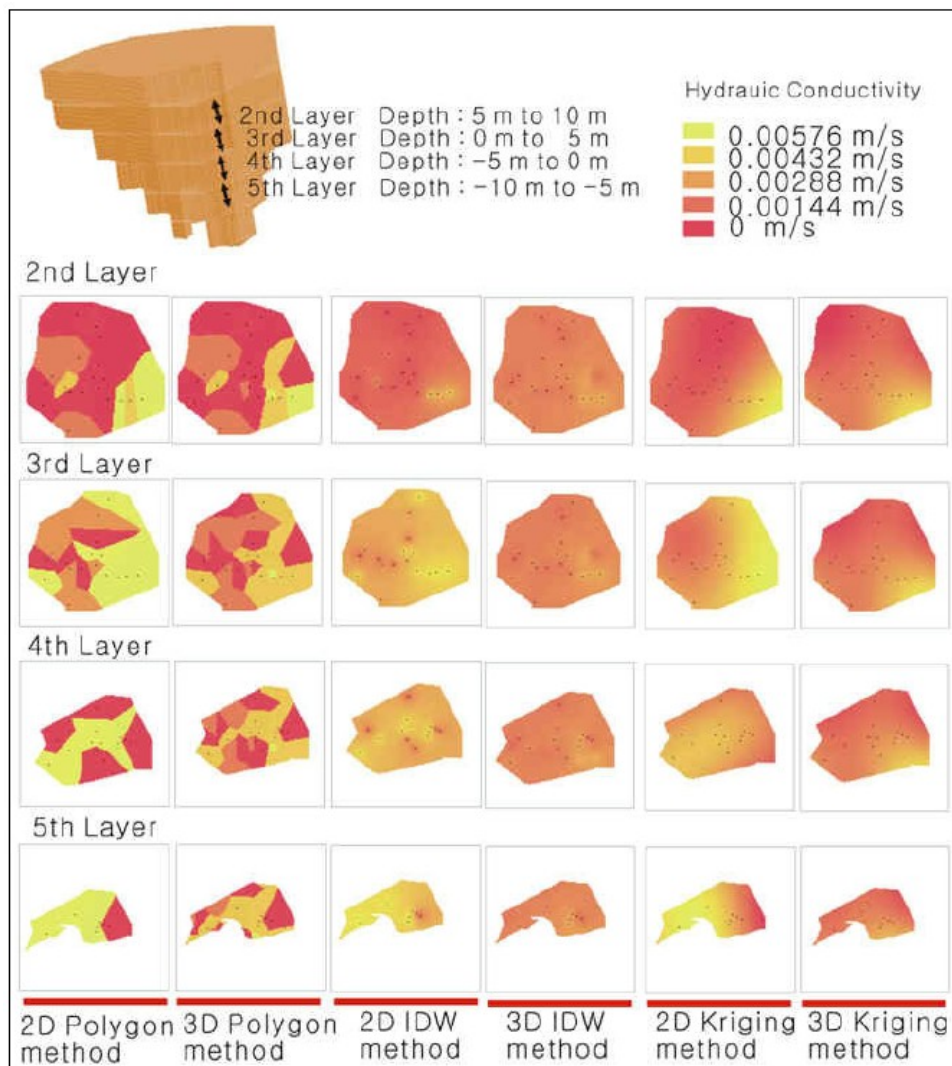 Hydrauic Conductivity
2nd Layer Depth : 5 m to 10 m
3rd Layer Depth : 0 m to 5 m
4th Layer Depth : -5 m to 0 m
5th Layer Depth : -10 m to -5 m
0.00576 m/s
0.00432 m/s
0.00288 m/s
0.00144 m/s
0 m/s
2nd Layer
3rd Layer
4th Layer
5th Layer
2D Polygon
method
3D Polygon
method
2D IDW
method
3D IDW
method
2D Kriging
method
3D Kriging
method